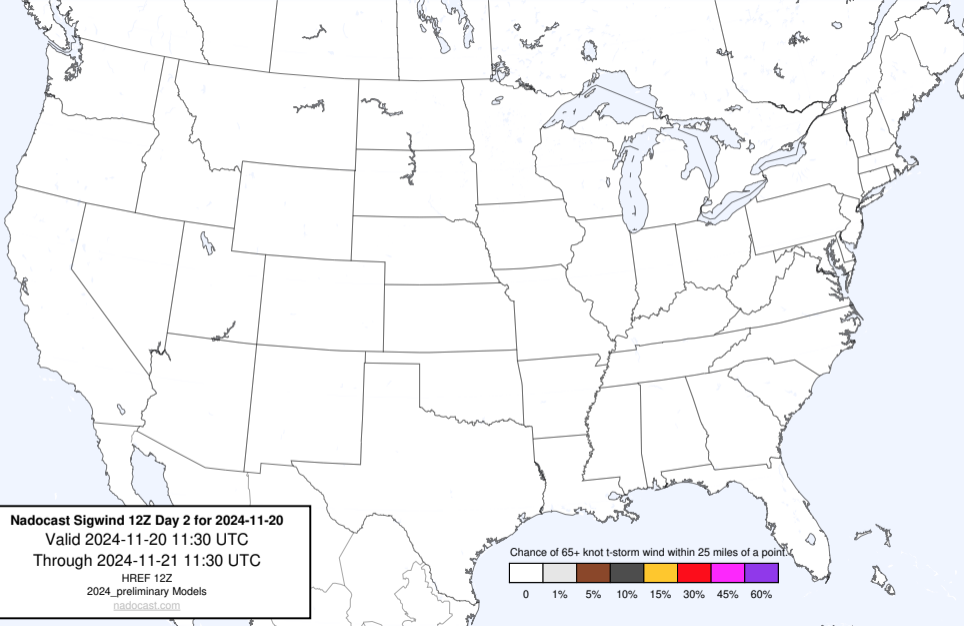 Nadocast Sigwind 12Z Day 2 for 2024-11-20
Valid 2024-11-20 11:30 UTC
Through 2024-11-21 11:30 UTC
HREF 12Z
2024_preliminary Models
nadocast.com
Chance of 65+ knot t-storm wind within 25 miles of a point.
0 1% 5% 10% 15% 30% 45% 60%